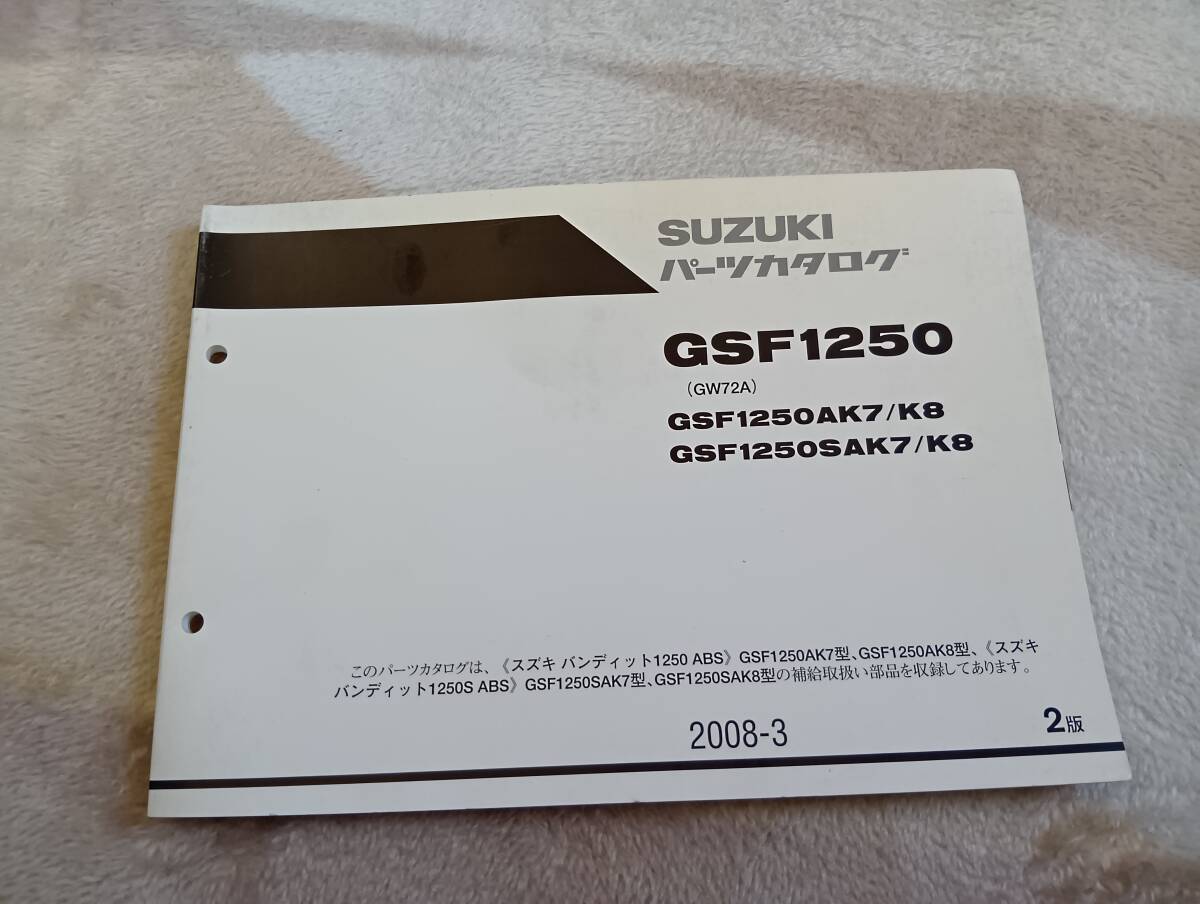 SUZUKI
パーツカタログ
GSF1250
(GW72A)
GSF1250AK7/K8
GSF1250SAK7/K8
このパーツカタログは、《スズキ バンディット1250 ABS》GSF1250AK7型、GSF1250AK8型、《スズキ
バンディット1250S ABS》GSF1250SAK7型、GSF1250SAK8型の補給取扱い部品を収録してあります。
2008-3
2版